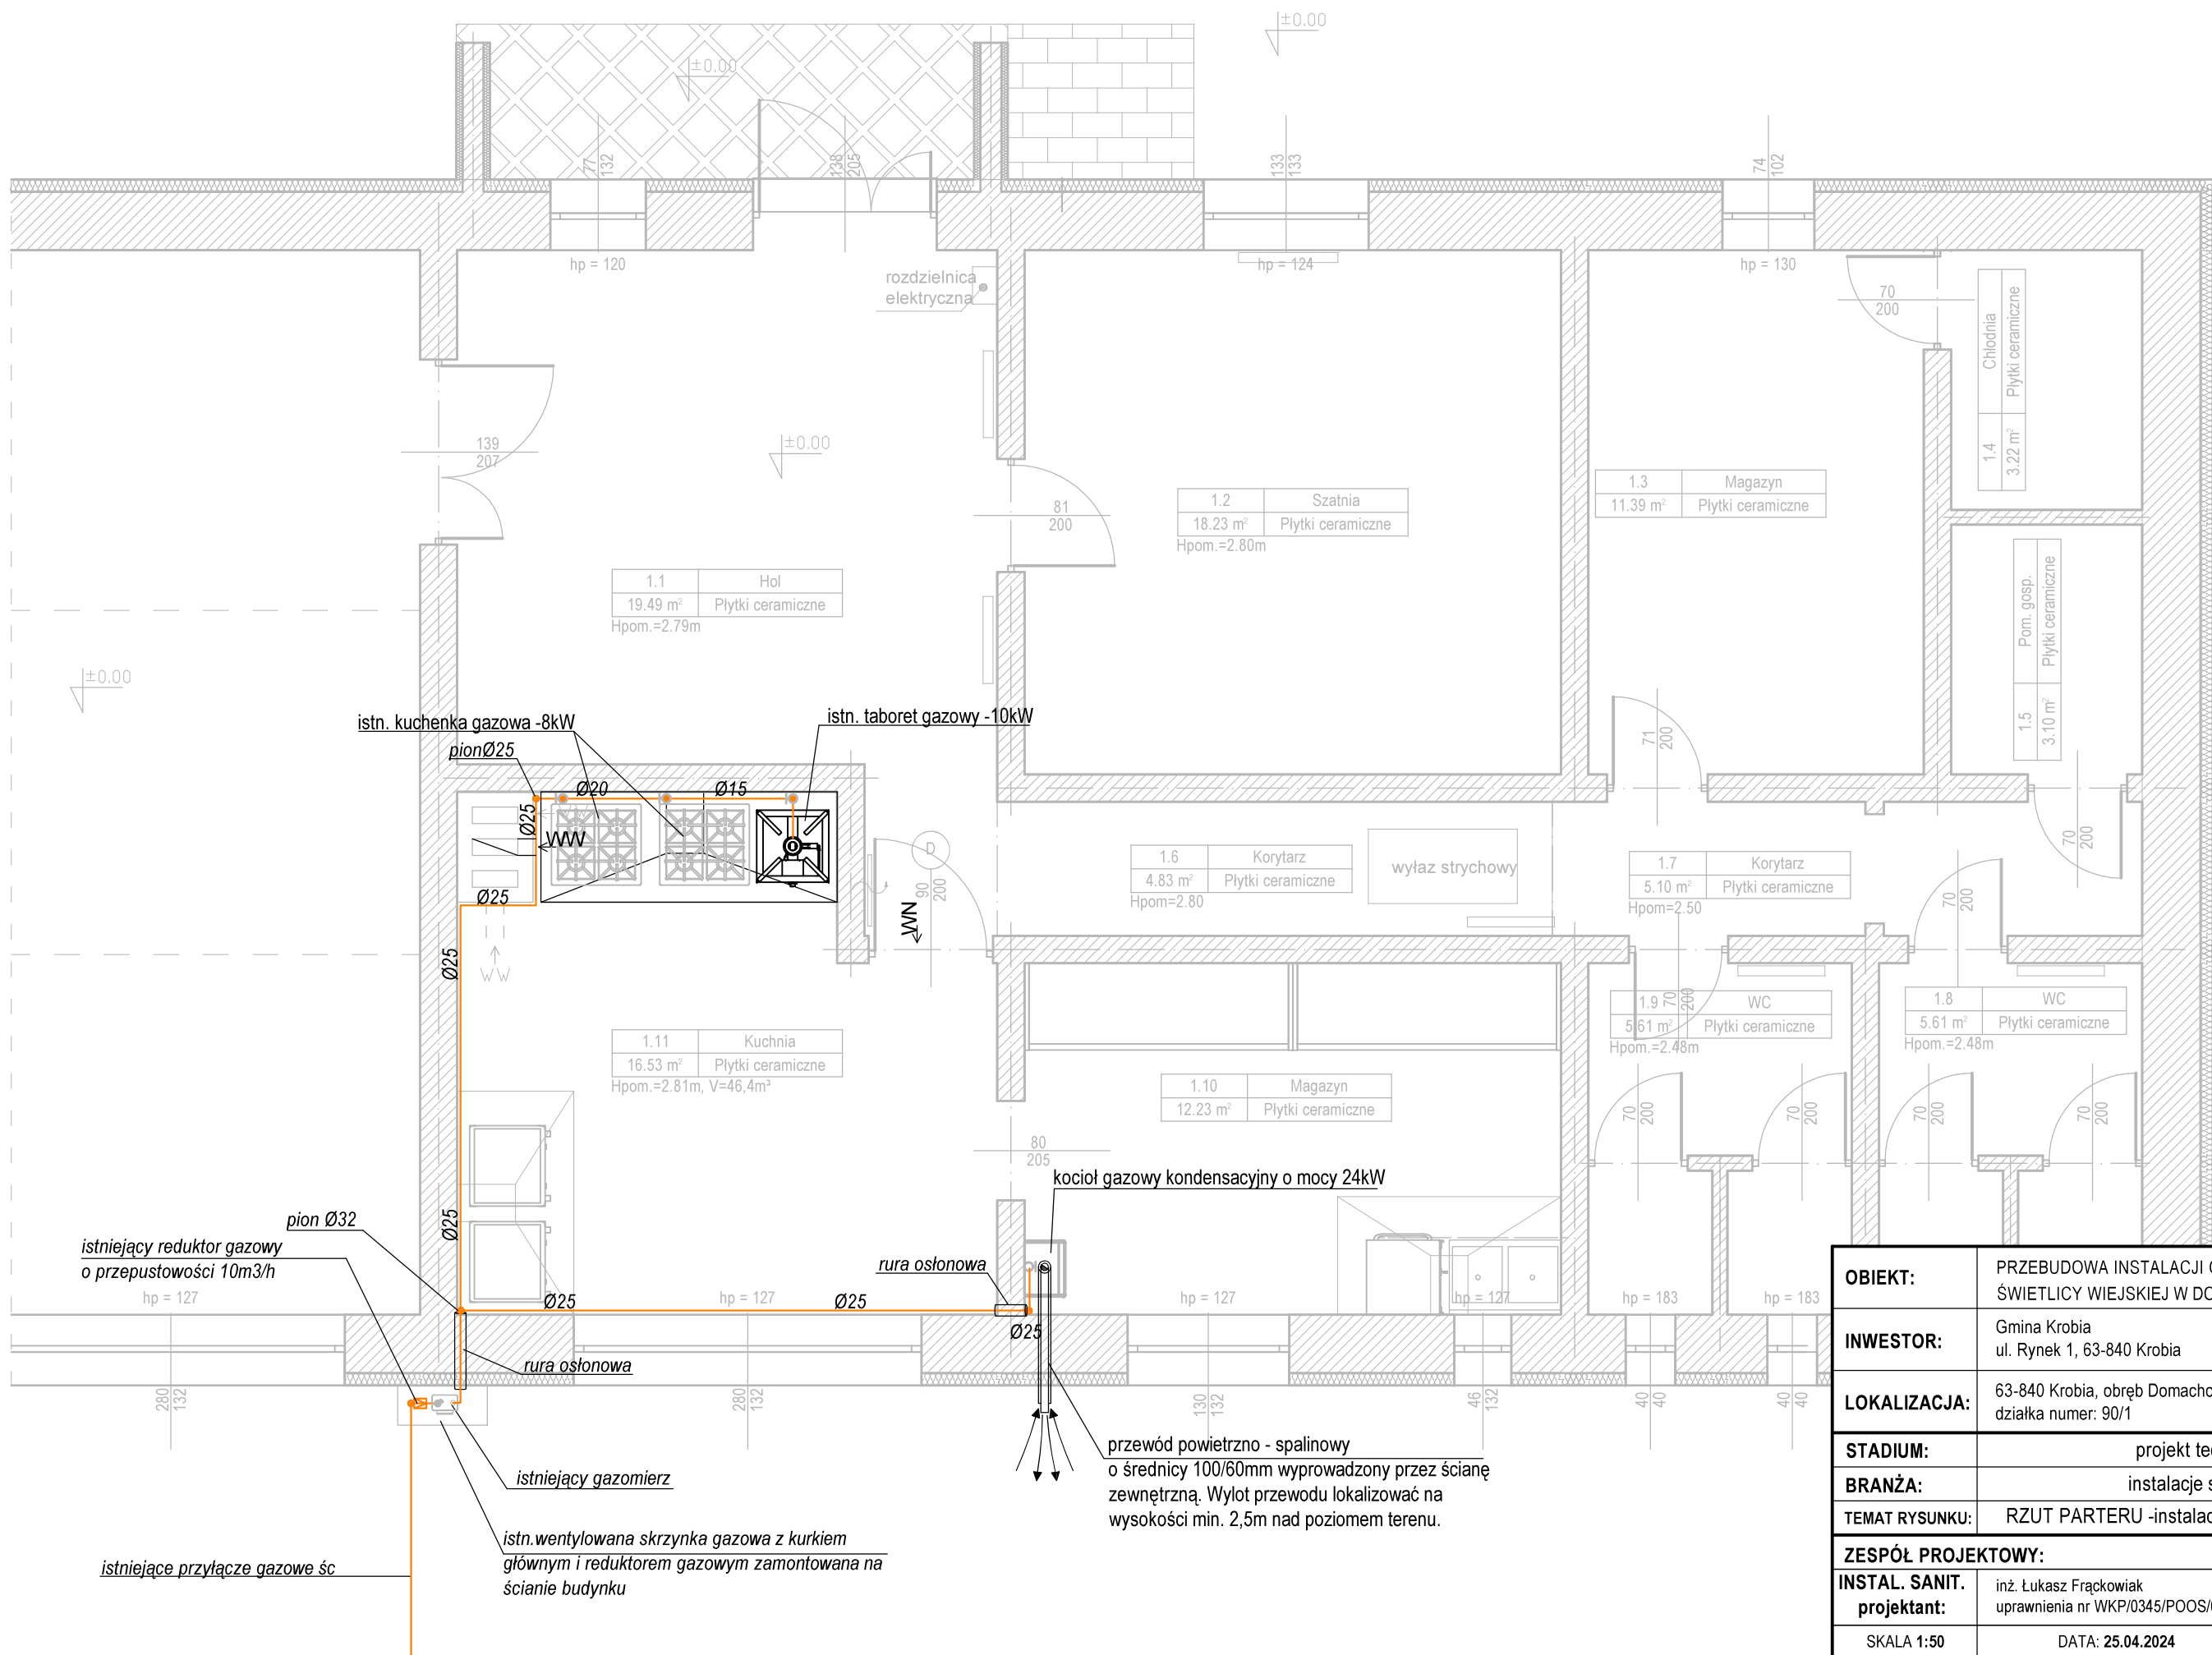 ±0.00
±0.00
77
132
138
205
133
133
74
102
hp = 120
rozdzielnica
elektryczna
hp = 124
hp = 130
70
200
1.4
Chłodnia
3.22 m²
Płytki ceramiczne
139
207
±0.00
81
200
1.2
Szatnia
18.23 m²
Płytki ceramiczne
Hpom.=2.80m
1.3
Magazyn
11.39 m²
Płytki ceramiczne
1.1
Hol
19.49 m²
Płytki ceramiczne
Hpom.=2.79m
1.5
Pom. gosp.
3.10 m²
Płytki ceramiczne
±0.00
istn. kuchenka gazowa -8kW
istn. taboret gazowy -10kW
pionØ25
71
200
Ø20
Ø15
Ø25
WW
D
90
200
WN
1.6
Korytarz
4.83 m²
Płytki ceramiczne
Hpom=2.80
wyłaz strychowy
1.7
Korytarz
5.10 m²
Płytki ceramiczne
Hpom=2.50
70
200
70
200
Ø25
Ø25
WW
1.9
WC
5.61 m²
Płytki ceramiczne
Hpom.=2.48m
70
200
1.8
WC
5.61 m²
Płytki ceramiczne
Hpom.=2.48m
1.11
Kuchnia
16.53 m²
Płytki ceramiczne
Hpom.=2.81m, V=46,4m³
1.10
Magazyn
12.23 m²
Płytki ceramiczne
70
200
70
200
70
200
70
200
80
205
kocioł gazowy kondensacyjny o mocy 24kW
pion Ø32
Ø25
istniejący reduktor gazowy
o przepustowości 10m3/h
rura osłonowa
hp = 127
Ø25
hp = 127
Ø25
hp = 127
hp = 127
hp = 183
hp = 183
Ø25
rura osłonowa
280
132
280
132
130
132
46
132
40
40
40
40
przewód powietrzno - spalinowy
o średnicy 100/60mm wyprowadzony przez ścianę
zewnętrzną. Wylot przewodu lokalizować na
wysokości min. 2,5m nad poziomem terenu.
istniejący gazomierz
istn.wentylowana skrzynka gazowa z kurkiem
głównym i reduktorem gazowym zamontowana na
ścianie budynku
istniejące przyłącze gazowe śc
OBIEKT:
PRZEBUDOWA INSTALACJI
ŚWIETLICY WIEJSKIEJ W DO
INWESTOR:
Gmina Krobia
ul. Rynek 1, 63-840 Krobia
LOKALIZACJA:
63-840 Krobia, obręb Domacho
działka numer: 90/1
STADIUM:
projekt te
BRANŻA:
instalacje s
TEMAT RYSUNKU:
RZUT PARTERU -instalac
ZESPÓŁ PROJEKTOWY:
INSTAL. SANIT.
projektant:
inż. Łukasz Frąckowiak
uprawnienia nr WKP/0345/POOS/
SKALA 1:50
DATA: 25.04.2024